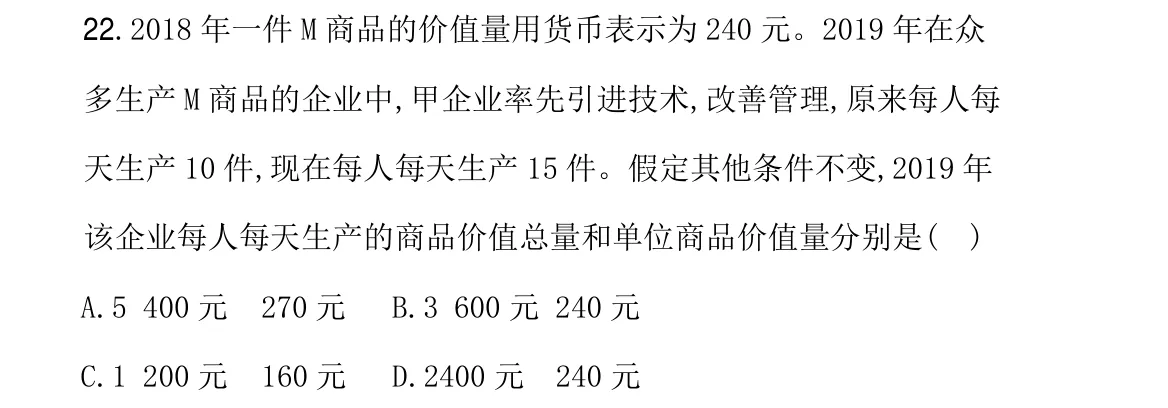 22. 2018 年一件 M 商品的价值量用货币表示为 240 元。2019 年在众
多生产 M 商品的企业中,甲企业率先引进技术,改善管理,原来每人每
天生产 10 件,现在每人每天生产 15 件。假定其他条件不变,2019 年
该企业每人每天生产的商品价值总量和单位商品价值量分别是(　)
A.5 400 元　270 元　B.3 600 元 240 元
C.1 200 元　160 元　D.2400 元　240 元